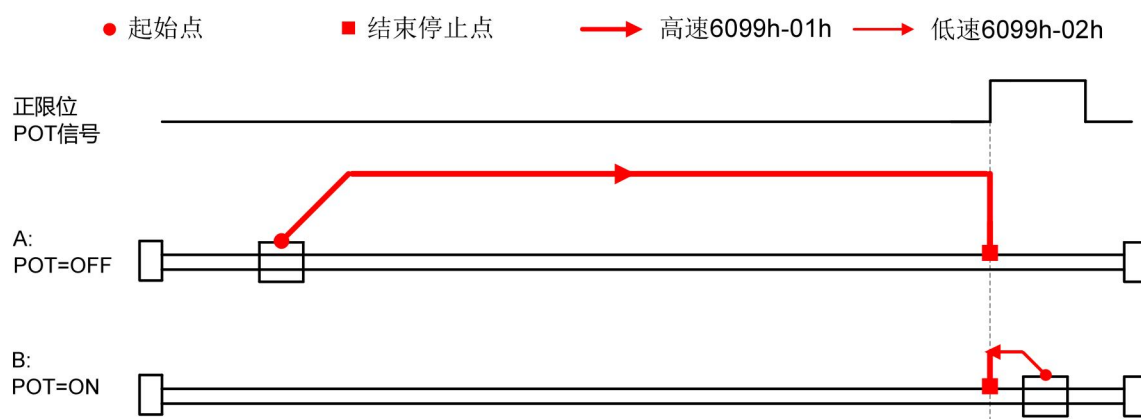 起始点 结束停止点 高速6099h-01h 低速6099h-02h
正限位
POT信号
A:
POT=OFF
B:
POT=ON